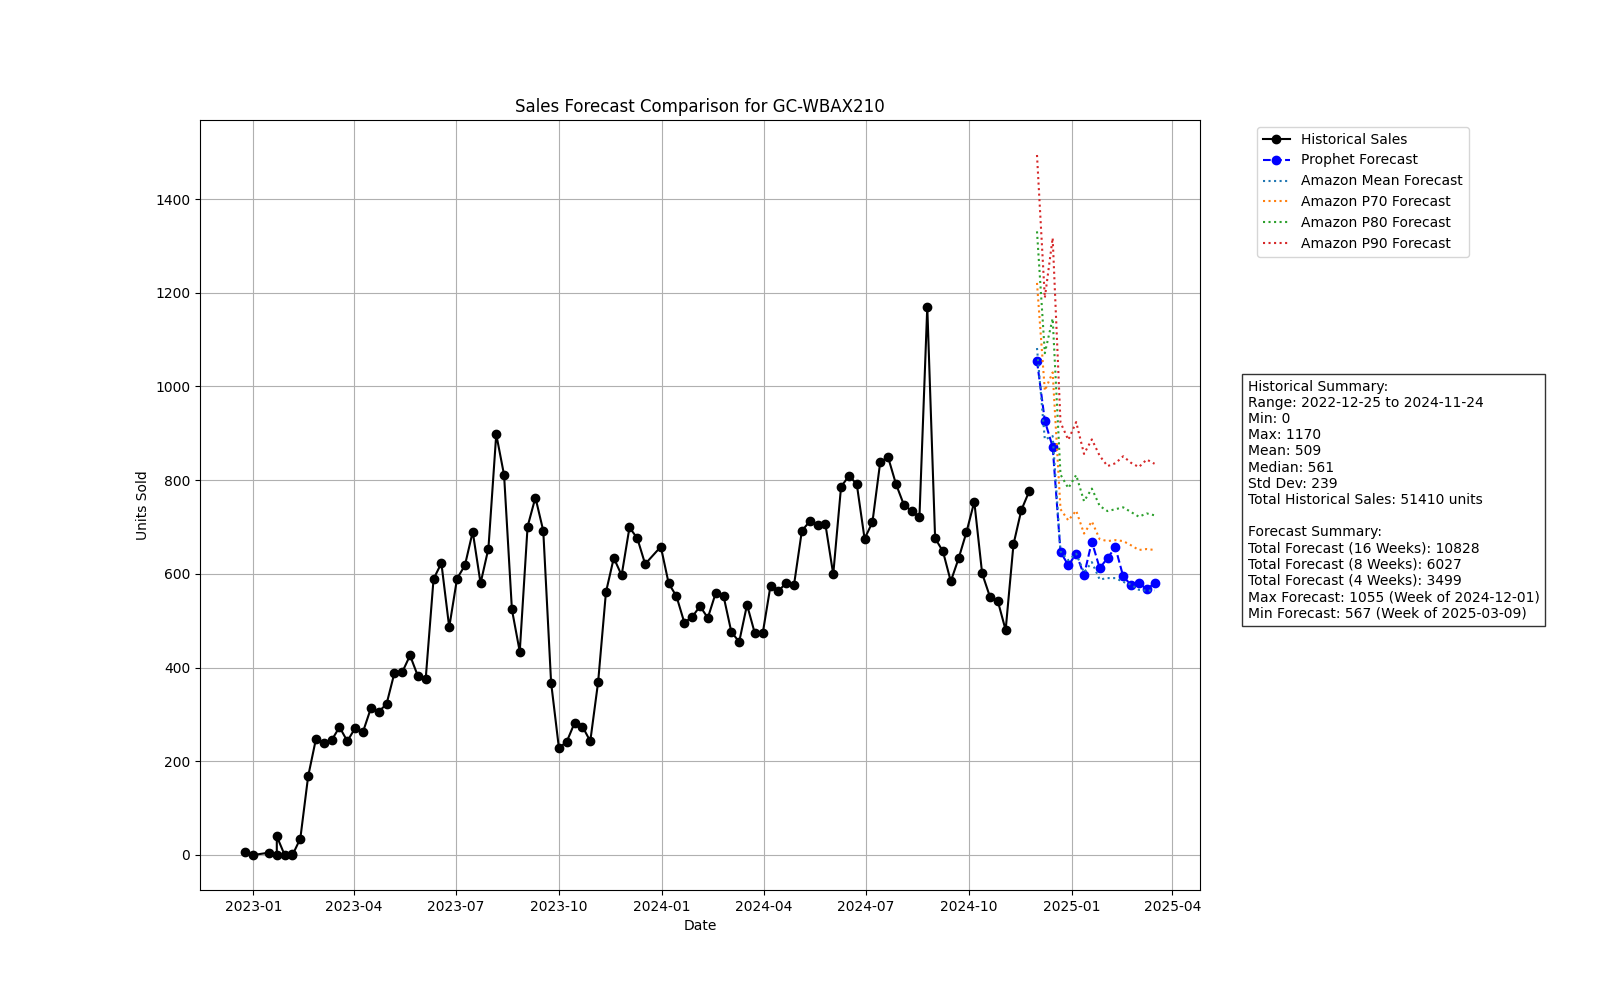 Sales Forecast Comparison for GC-WBAX210
Units Sold
1400
1200
1000
800
600
400
200
0
2023-01
2023-04
2023-07
2023-10
2024-01
2024-04
2024-07
2024-10
2025-01
2025-04
Date
Historical Sales
Prophet Forecast
Amazon Mean Forecast
Amazon P70 Forecast
Amazon P80 Forecast
Amazon P90 Forecast
Historical Summary:
Range: 2022-12-25 to 2024-11-24
Min: 0
Max: 1170
Mean: 509
Median: 561
Std Dev: 239
Total Historical Sales: 51410 units
Forecast Summary:
Total Forecast (16 Weeks): 10828
Total Forecast (8 Weeks): 6027
Total Forecast (4 Weeks): 3499
Max Forecast: 1055 (Week of 2024-12-01)
Min Forecast: 567 (Week of 2025-03-09)